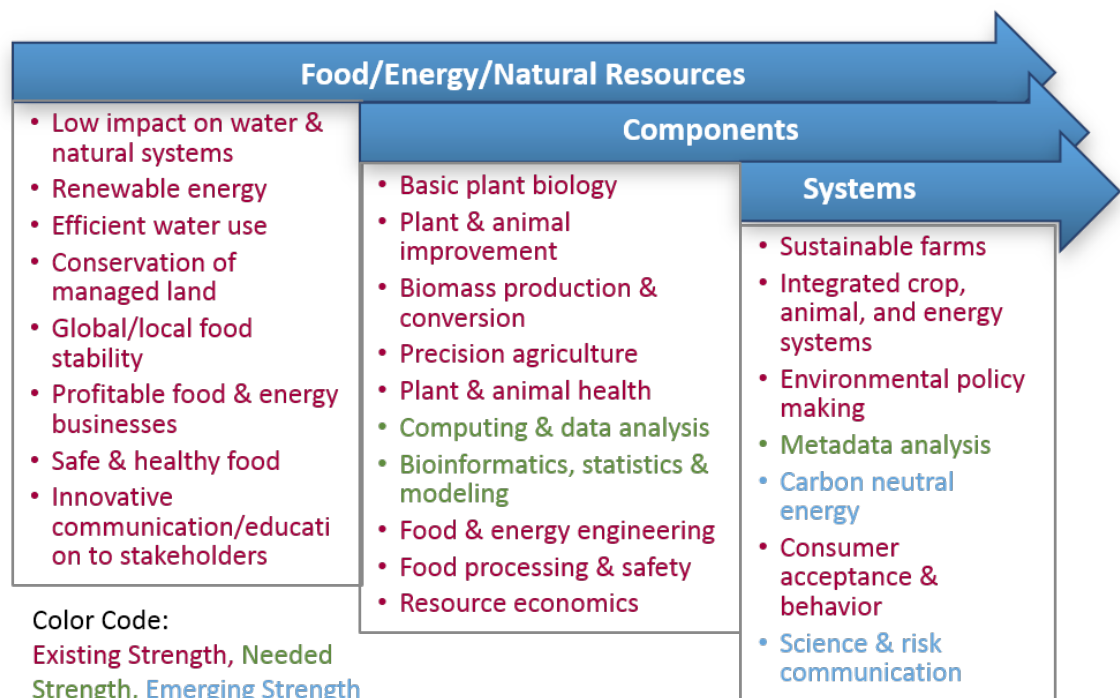 Food/Energy/Natural Resources
• Low impact on water &
natural systems
• Renewable energy
• Efficient water use
• Conservation of
managed land
• Global/local food
stability
• Profitable food & energy
businesses
• Safe & healthy food
• Innovative
communication/educati
on to stakeholders
Components
• Basic plant biology
• Plant & animal
improvement
• Biomass production &
conversion
• Precision agriculture
• Plant & animal health
• Computing & data analysis
• Bioinformatics, statistics &
modeling
• Food & energy engineering
• Food processing & safety
• Resource economics
Systems
• Sustainable farms
• Integrated crop,
animal, and energy
systems
• Environmental policy
making
• Metadata analysis
• Carbon neutral
energy
• Consumer
acceptance &
behavior
• Science & risk
communication
Color Code:
Existing Strength, Needed
Strength, Emerging Strength